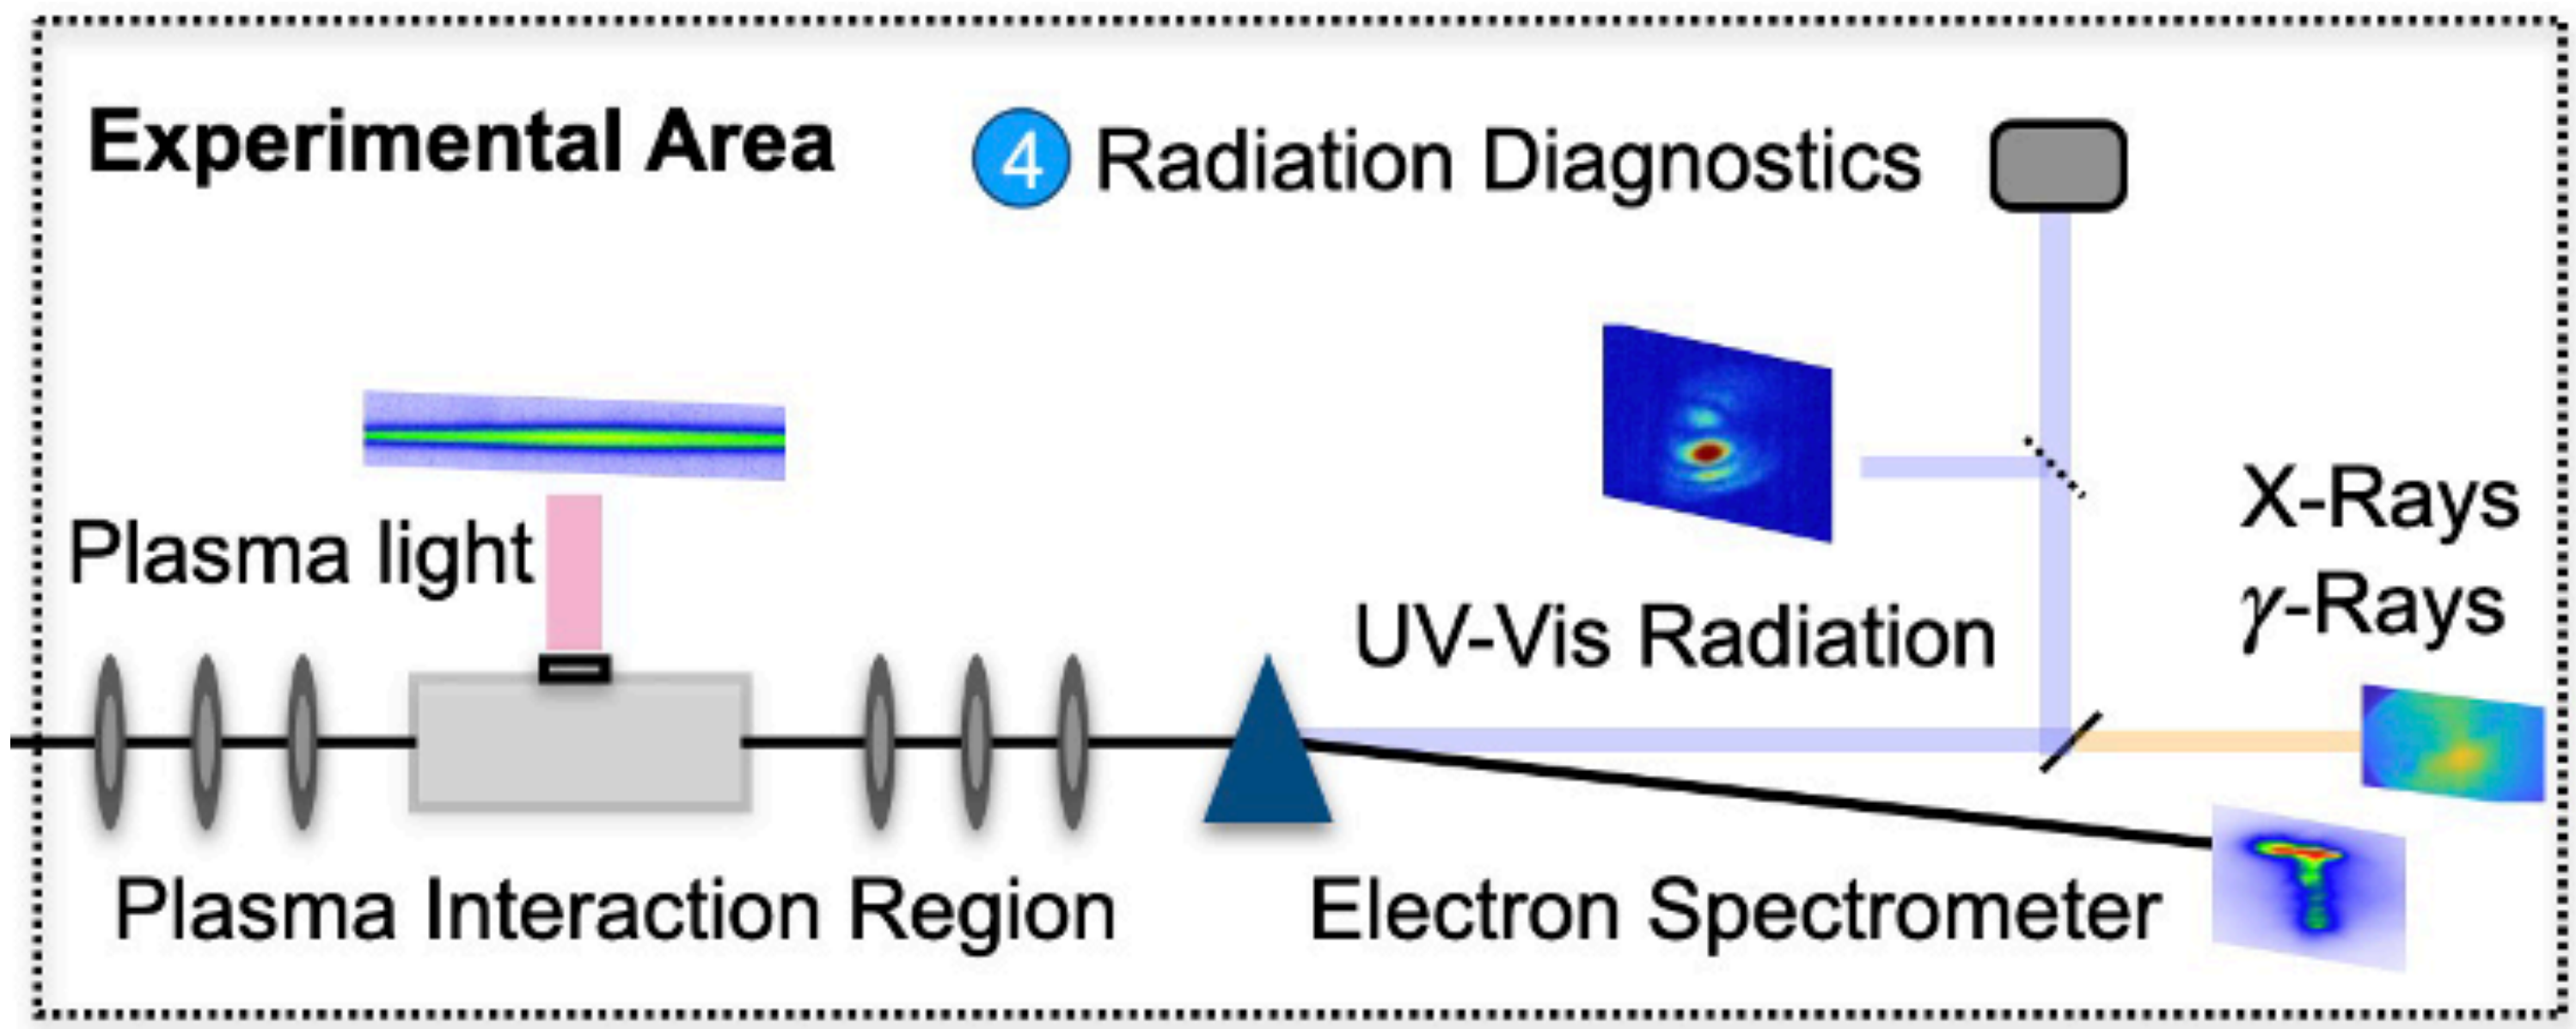 Experimental Area
4 Radiation Diagnostics
Plasma light
X-Rays
γ-Rays
UV-Vis Radiation
Plasma Interaction Region
Electron Spectrometer